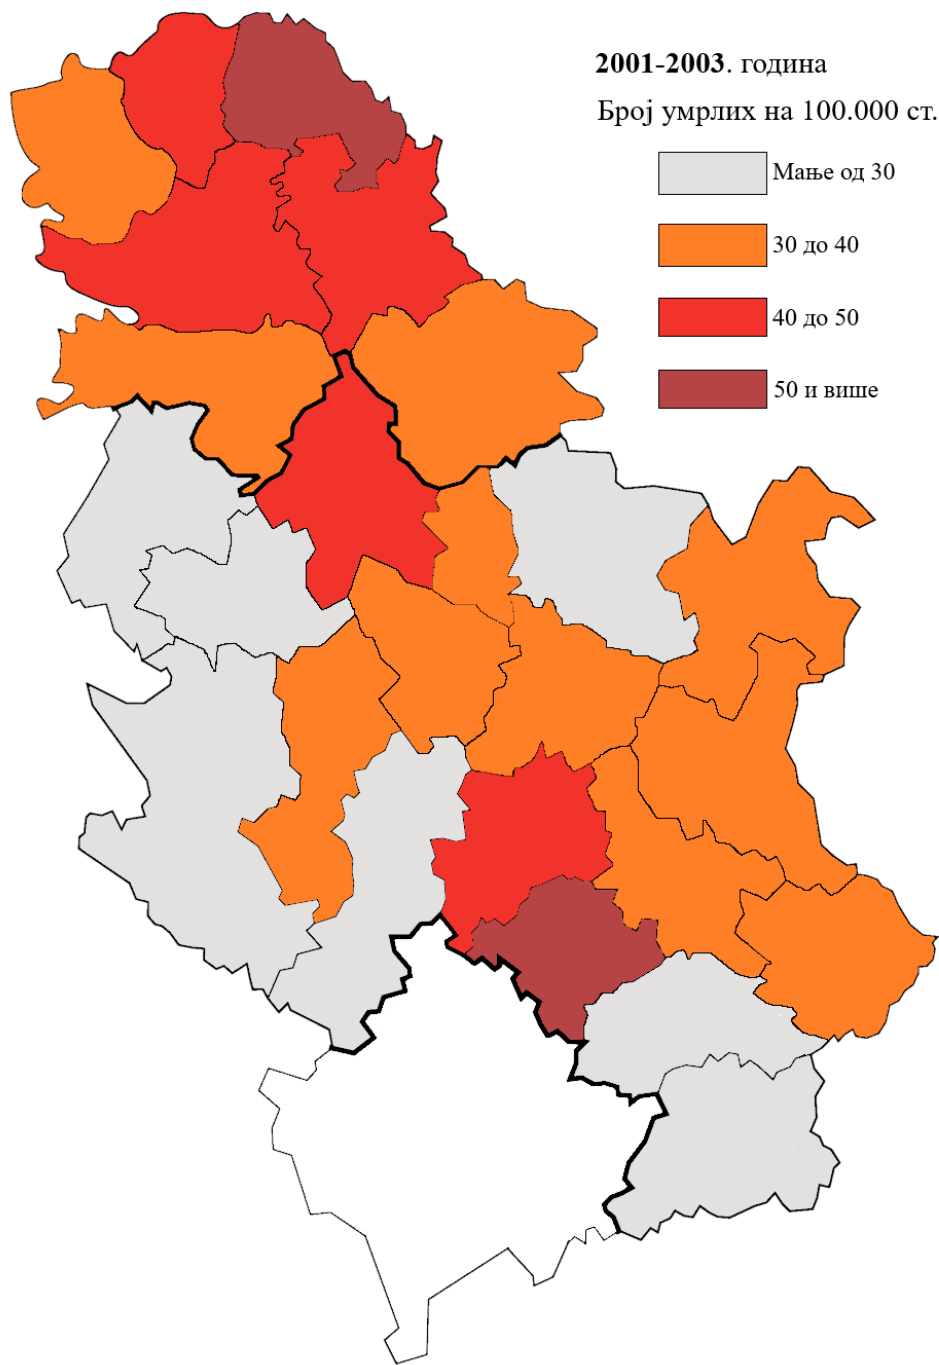 2001-2003. година
Број умрлих на 100.000 ст.
Мање од 30
30 до 40
40 до 50
50 и више